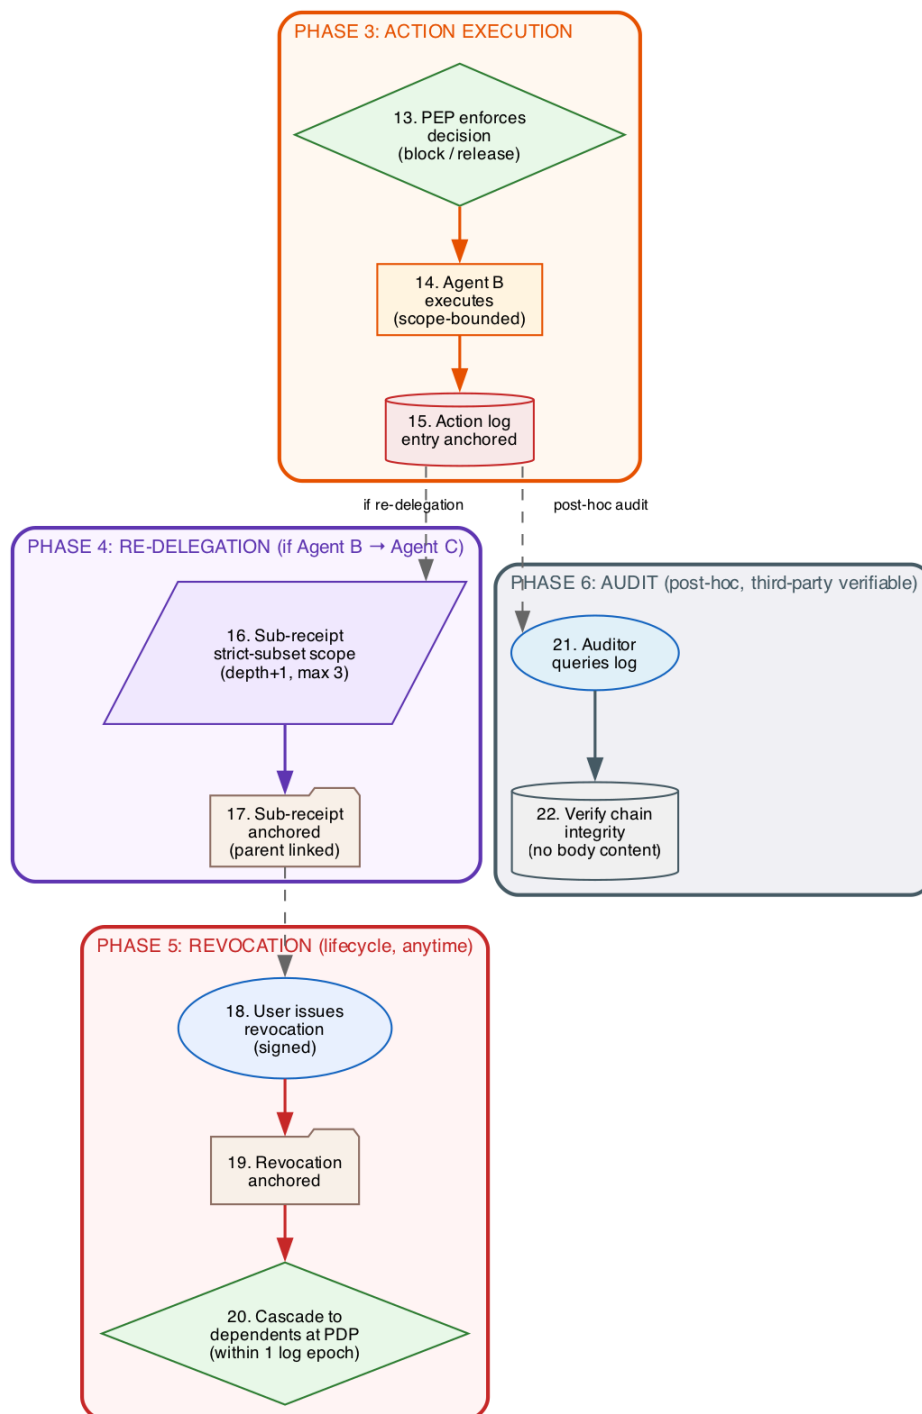 PHASE 3: ACTION EXECUTION
13. PEP enforces
decision
(block / release)
14. Agent B
executes
(scope-bounded)
15. Action log
entry anchored
if re-delegation
post-hoc audit
PHASE 4: RE-DELEGATION (if Agent B → Agent C)
16. Sub-receipt
strict-subset scope
(depth+1, max 3)
17. Sub-receipt
anchored
(parent linked)
PHASE 6: AUDIT (post-hoc, third-party verifiable)
21. Auditor
queries log
22. Verify chain
integrity
(no body content)
PHASE 5: REVOCATION (lifecycle, anytime)
18. User issues
revocation
(signed)
19. Revocation
anchored
20. Cascade to
dependents at PDP
(within 1 log epoch)